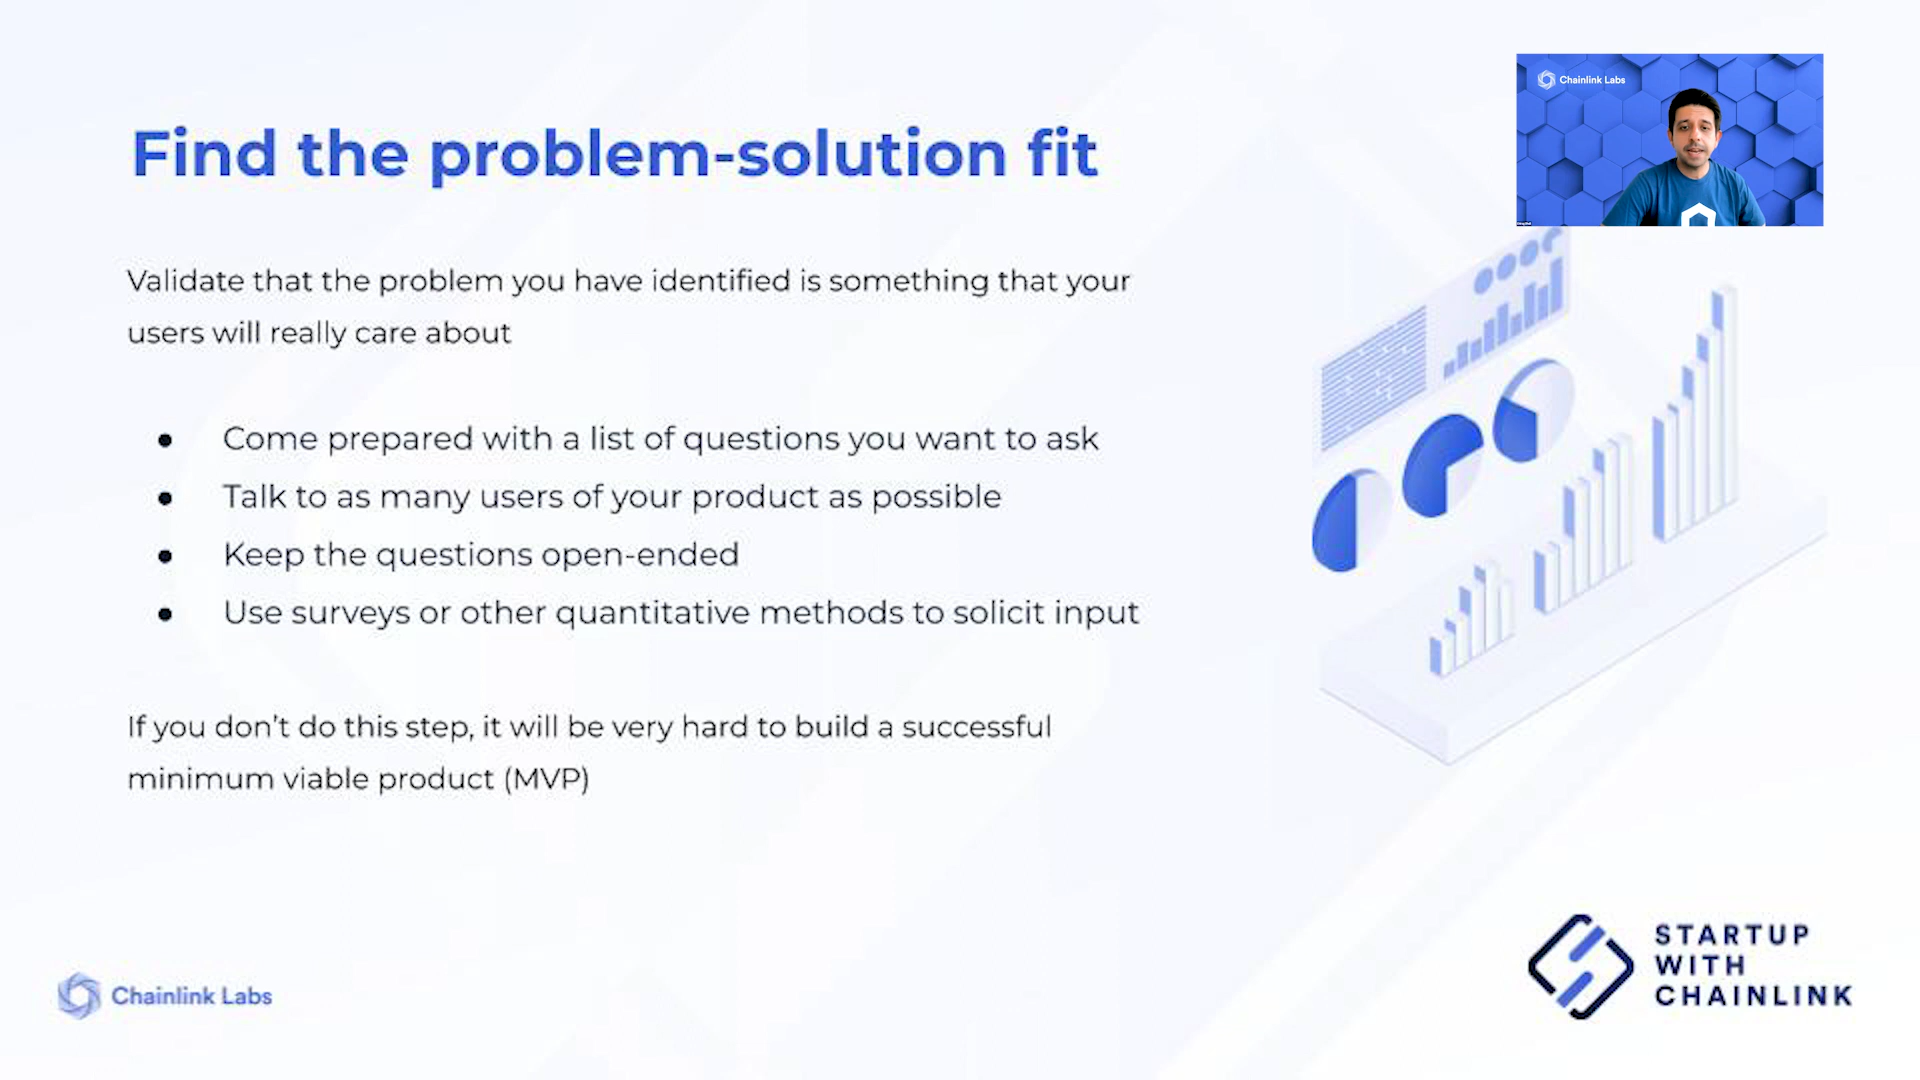 Find the problem-solution fit
Chainlink Labs
Validate that the problem you have identified is something that your
users will really care about
● Come prepared with a list of questions you want to ask
● Talk to as many users of your product as possible
● Keep the questions open-ended
● Use surveys or other quantitative methods to solicit input
If you don't do this step, it will be very hard to build a successful
minimum viable product (MVP)
Chainlink Labs
STARTUP
WITH
CHAINLINK